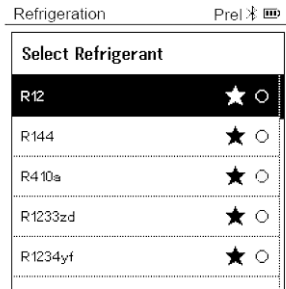 Refrigeration Prel
Select Refrigerant
R12
R144
R410a
R1233zd
R1234yf